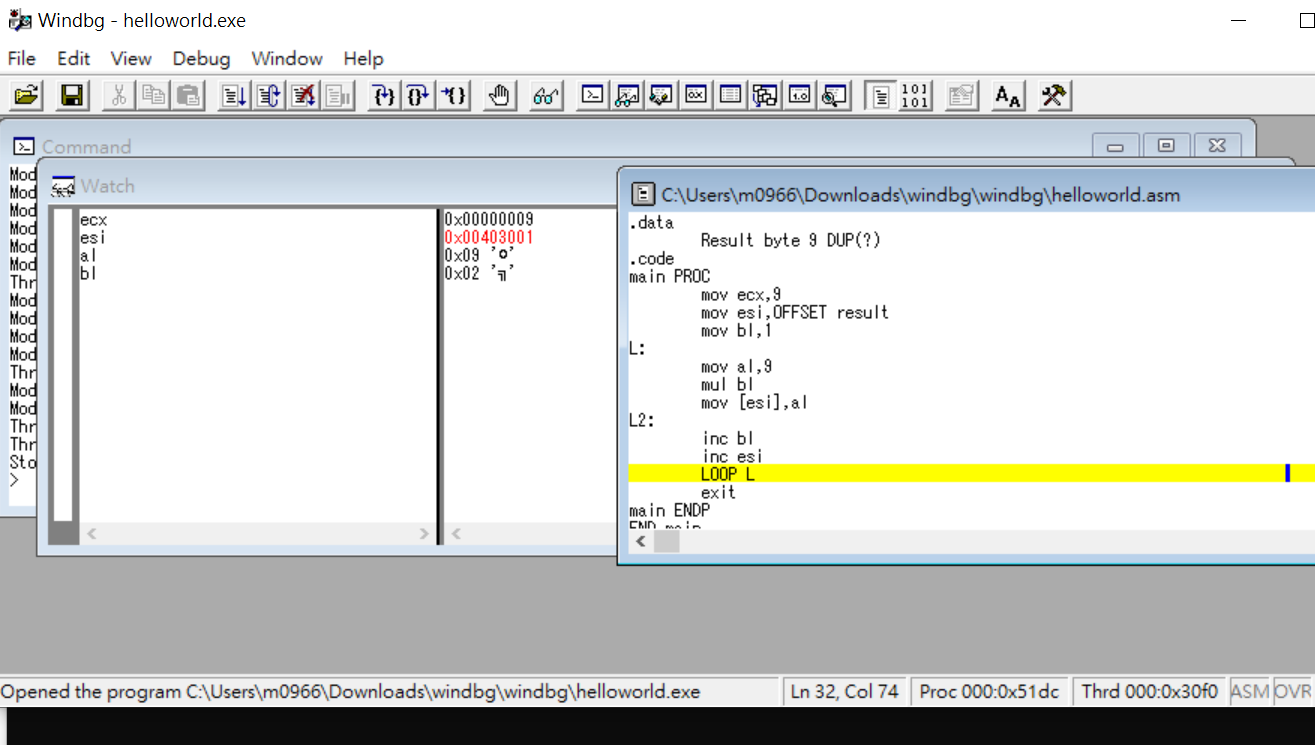 Windbg - helloworld.exe
File Edit View Debug Window Help
Command
Mod
Mod
Mod
Mod
Mod
Mod
Thr
Mod
Mod
Mod
Mod
Thr
Mod
Mod
Thr
Thr
Sto
>
Watch
ecx 0x00000009
esi 0x00403001
al 0x09 'o'
bl 0x02 '╗'
C:\Users\m0966\Downloads\windbg\windbg\helloworld.asm
.data
Result byte 9 DUP(?)
.code
main PROC
mov ecx,9
mov esi,OFFSET result
mov bl,1
L:
mov al,9
mul bl
mov [esi],al
L2:
inc bl
inc esi
LOOP L
exit
main ENDP
END main
Opened the program C:\Users\m0966\Downloads\windbg\windbg\helloworld.exe
Ln 32, Col 74
Proc 000:0x51dc
Thrd 000:0x30f0
ASM
OVR